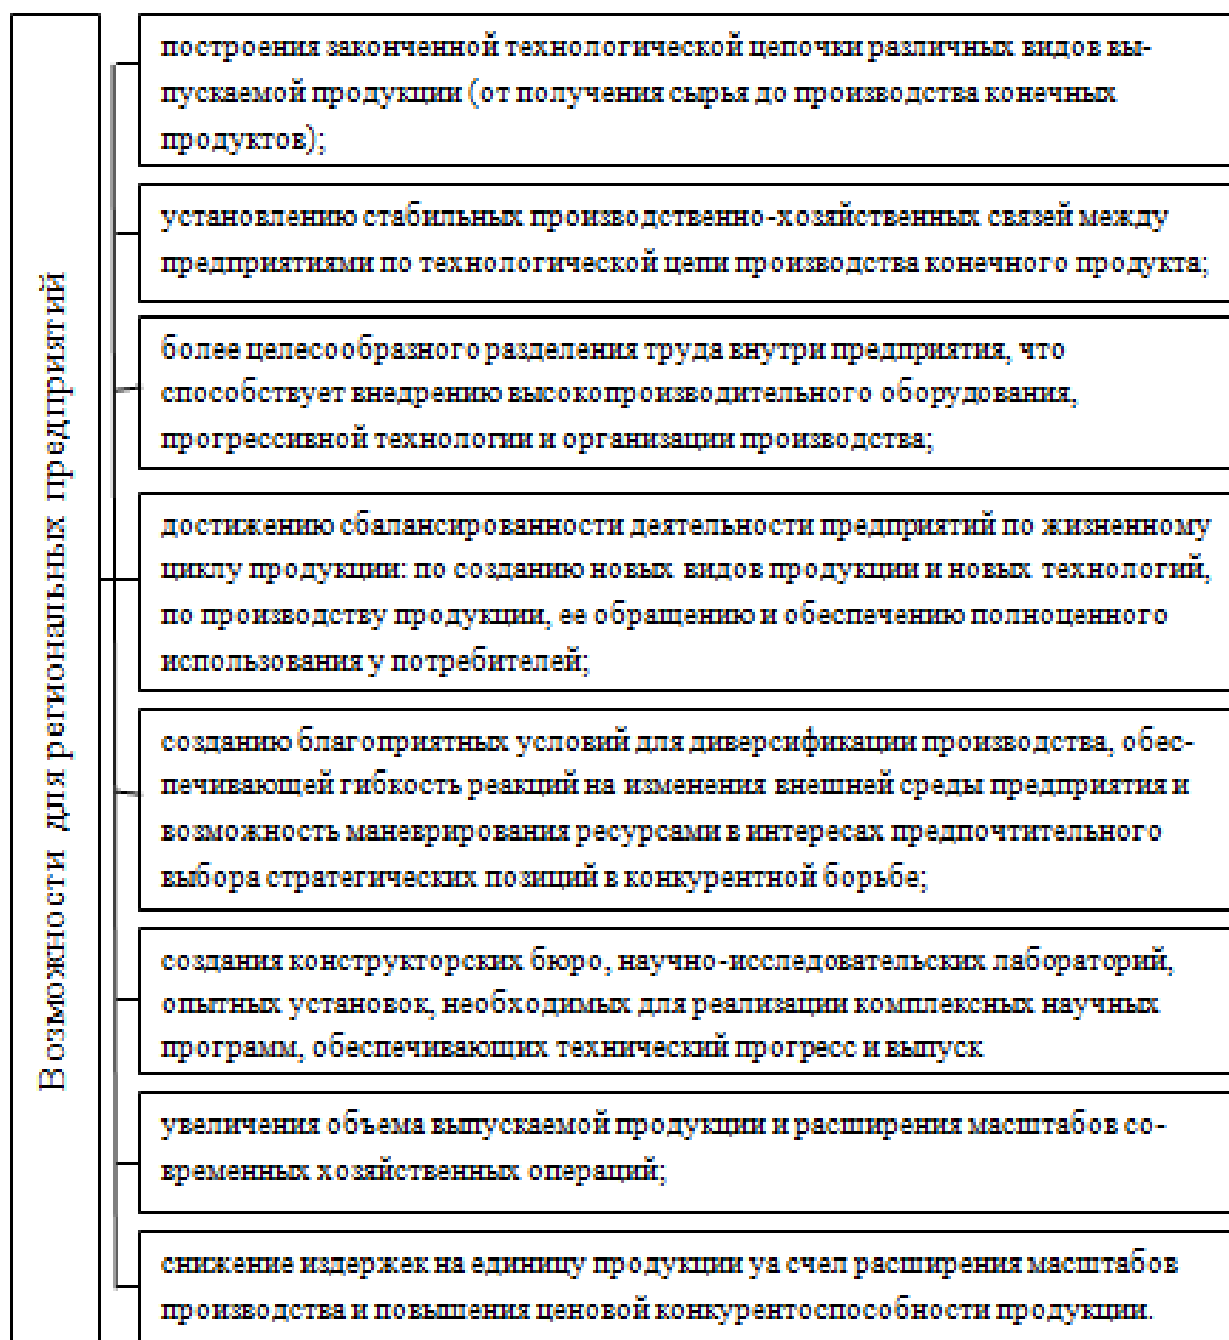 Возможности для региональных предприятий
построения законченной технологической цепочки различных видов вы-
пускаемой продукции (от получения сырья до производства конечных
продуктов);
установлению стабильных производственно-хозяйственных связей между
предприятиями по технологической цепи производства конечного продукта;
более целесообразного разделения труда внутри предприятия, что
способствует внедрению высокопроизводительного оборудования,
прогрессивной технологии и организации производства;
достижению сбалансированности деятельности предприятий по жизненному
циклу продукции: по созданию новых видов продукции и новых технологий,
по производству продукции, ее обращению и обеспечению полноценного
использования у потребителей;
созданию благоприятных условий для диверсификации производства, обес-
печивающей гибкость реакций на изменения внешней среды предприятия и
возможность маневрирования ресурсами в интересах предпочтительного
выбора стратегических позиций в конкурентной борьбе;
создания конструкторских бюро, научно-исследовательских лабораторий,
опытных установок, необходимых для реализации комплексных научных
программ, обеспечивающих технический прогресс и выпуск
увеличения объема выпускаемой продукции и расширения масштабов со-
временных хозяйственных операций;
снижение издержек на единицу продукции уа счел расширения масштабов
производства и повышения ценовой конкурентоспособности продукции.